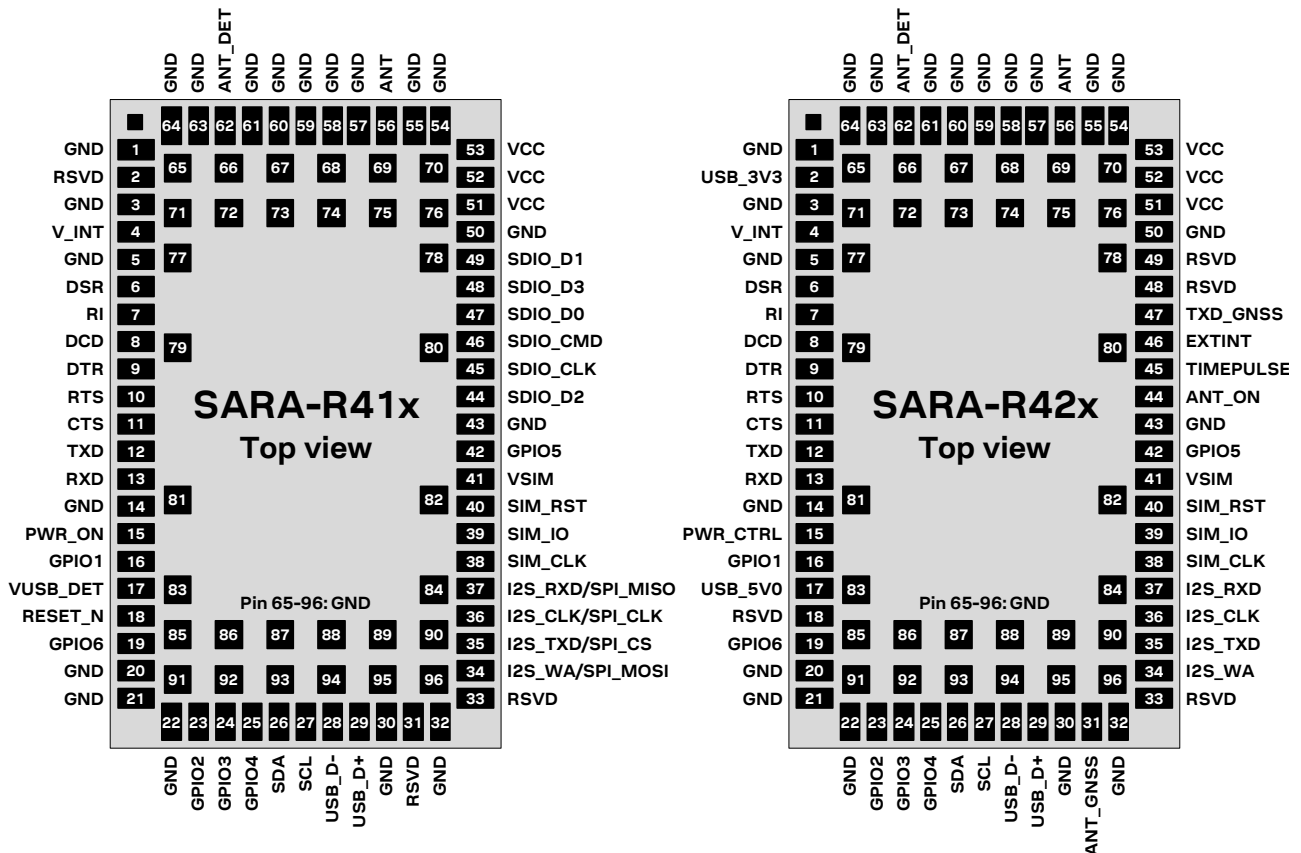 GND GND ANT_DET GND GND GND GND GND ANT GND GND
64 63 62 61 60 59 58 57 56 55 54
GND 1 65 66 67 68 69 70 53 VCC
RSVD 2 52 VCC
GND 3 71 72 73 74 75 76 51 VCC
V_INT 4 50 GND
GND 5 77 78 49 SDIO_D1
DSR 6 48 SDIO_D3
RI 7 47 SDIO_D0
DCD 8 79 80 46 SDIO_CMD
DTR 9 45 SDIO_CLK
RTS 10 SARA-R41x 44 SDIO_D2
CTS 11 43 GND
TXD 12 Top view 42 GPIO5
RXD 13 41 VSIM
GND 14 81 82 40 SIM_RST
PWR_ON 15 39 SIM_IO
GPIO1 16 38 SIM_CLK
VUSB_DET 17 83 84 37 I2S_RXD/SPI_MISO
RESET_N 18 Pin 65-96: GND 36 I2S_CLK/SPI_CLK
GPIO6 19 85 86 87 88 89 90 35 I2S_TXD/SPI_CS
GND 20 91 92 93 94 95 96 34 I2S_WA/SPI_MOSI
GND 21 33 RSVD
22 23 24 25 26 27 28 29 30 31 32
GND GPIO2 GPIO3 GPIO4 SDA SCL USB_D- USB_D+ GND RSVD GND
GND GND ANT_DET GND GND GND GND GND ANT GND GND
64 63 62 61 60 59 58 57 56 55 54
GND 1 65 66 67 68 69 70 53 VCC
USB_3V3 2 52 VCC
GND 3 71 72 73 74 75 76 51 VCC
V_INT 4 50 GND
GND 5 77 78 49 RSVD
DSR 6 48 RSVD
RI 7 47 TXD_GNSS
DCD 8 79 80 46 EXTINT
DTR 9 45 TIMEPULSE
RTS 10 SARA-R42x 44 ANT_ON
CTS 11 43 GND
TXD 12 Top view 42 GPIO5
RXD 13 41 VSIM
GND 14 81 82 40 SIM_RST
PWR_CTRL 15 39 SIM_IO
GPIO1 16 38 SIM_CLK
USB_5V0 17 83 84 37 I2S_RXD
RSVD 18 Pin 65-96: GND 36 I2S_CLK
GPIO6 19 85 86 87 88 89 90 35 I2S_TXD
GND 20 91 92 93 94 95 96 34 I2S_WA
GND 21 33 RSVD
22 23 24 25 26 27 28 29 30 31 32
GND GPIO2 GPIO3 GPIO4 SDA SCL USB_D- USB_D+ GND ANT_GNSS GND